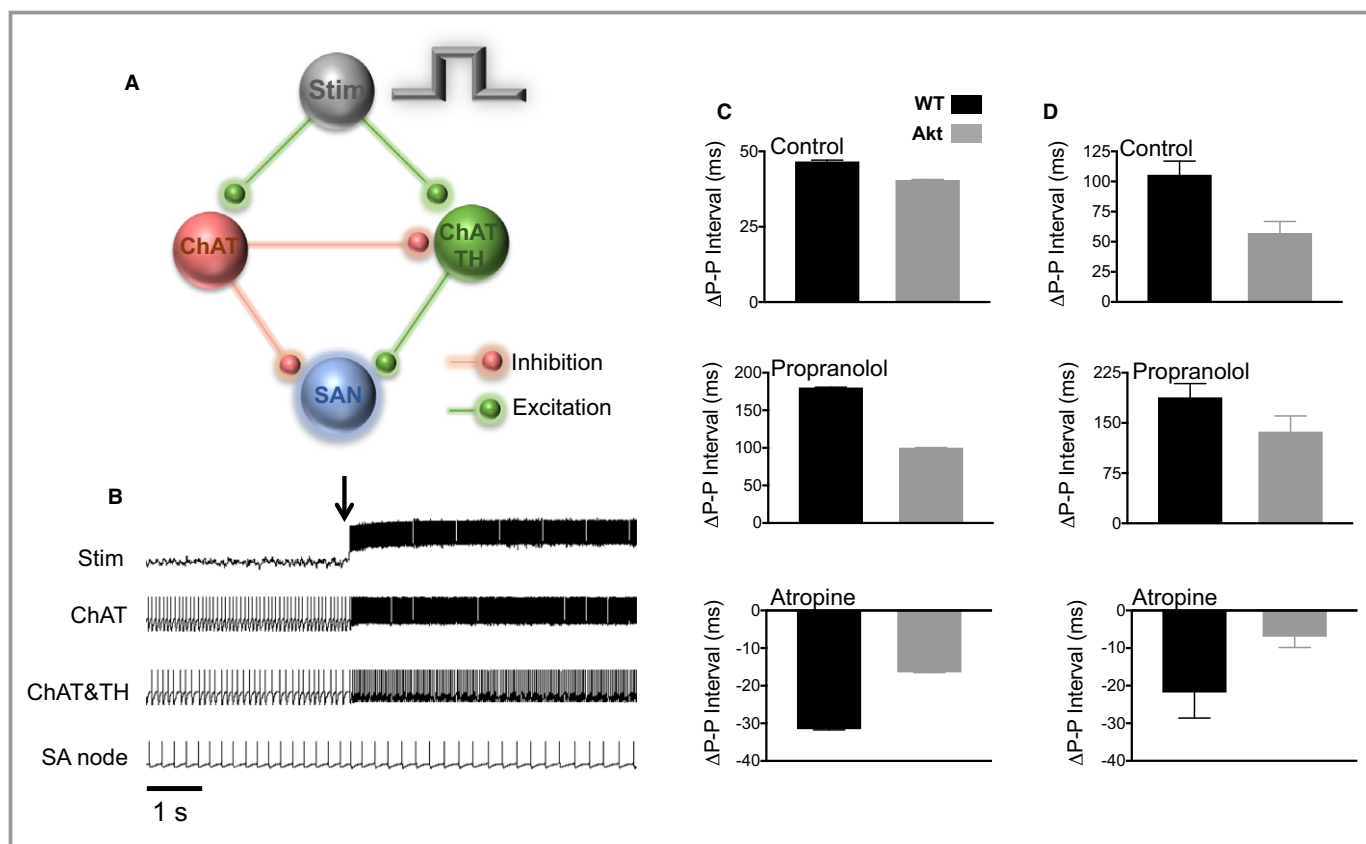 A
Stim
ChAT
ChAT
TH
SAN
Inhibition
Excitation
B
Stim
ChAT
ChAT&TH
SA node
1 s
C
WT
Akt
D
Control
ΔP-P Interval (ms)
50
25
0
Control
ΔP-P Interval (ms)
125
100
75
50
25
0
Propranolol
ΔP-P Interval (ms)
200
150
100
50
0
Propranolol
ΔP-P Interval (ms)
225
150
75
0
Atropine
ΔP-P Interval (ms)
0
-10
-20
-30
-40
Atropine
ΔP-P Interval (ms)
0
-10
-20
-30
-40